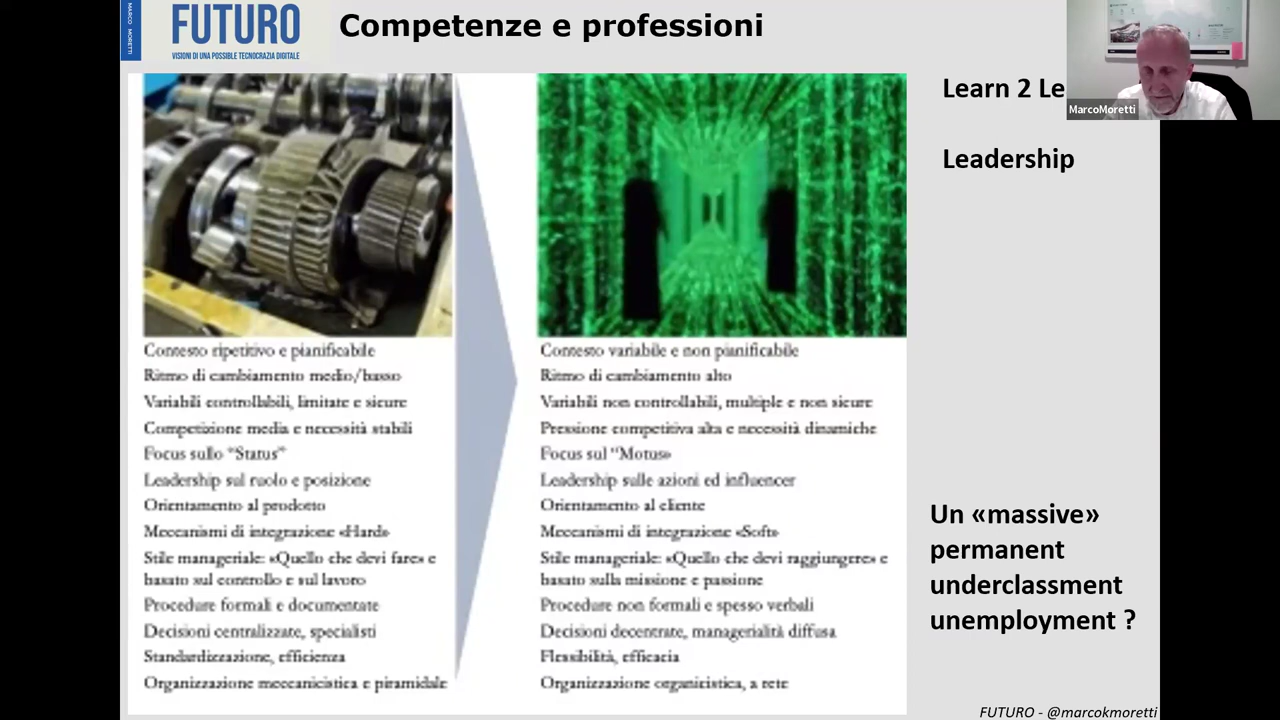 MARCO MORETTI
FUTURO
VISIONI DI UNA POSSIBLE TECNOCRAZIA DIGITALE
Competenze e professioni
Learn 2 Le
MarcoMoretti
Leadership
Contesto ripetitivo e pianificabile
Ritmo di cambiamento medio/basso
Variabili controllabili, limitate e sicure
Competizione media e necessità stabili
Focus sullo "Status"
Leadership sul ruolo e posizione
Orientamento al prodotto
Meccanismi di integrazione «Hard»
Stile manageriale: «Quello che devi fare» e
basato sul controllo e sul lavoro
Procedure formali e documentate
Decisioni centralizzate, specialisti
Standardizzazione, efficienza
Organizzazione meccanicistica e piramidale
Contesto variabile e non pianificabile
Ritmo di cambiamento alto
Variabili non controllabili, multiple e non sicure
Pressione competitiva alta e necessità dinamiche
Focus sul "Motus»
Leadership sulle azioni ed influencer
Orientamento al cliente
Meccanismi di integrazione «Soft»
Stile manageriale: «Quello che devi raggiungere» e
basato sulla missione e passione
Procedure non formali e spesso verbali
Decisioni decentrate, managerialità diffusa
Flessibilità, efficacia
Organizzazione organicistica, a rete
Un «massive»
permanent
underclassment
unemployment ?
FUTURO - @marcokmoretti